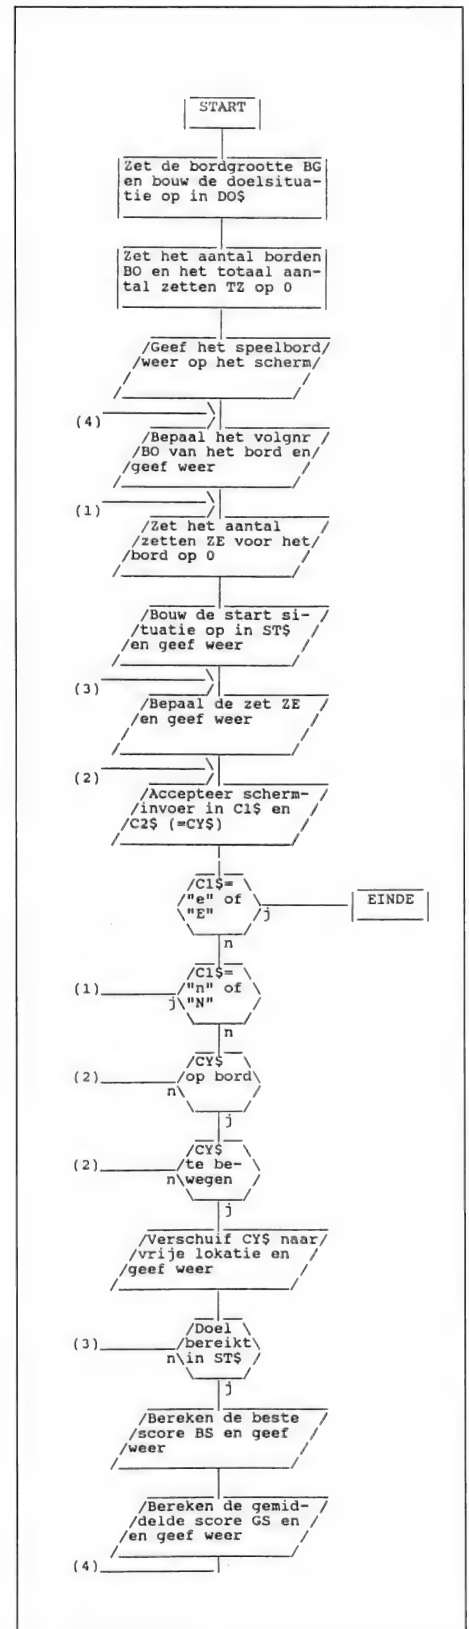 START
Zet de bordgrootte BG
en bouw de doelsitua-
tie op in DO$
Zet het aantal borden
BO en het totaal aan-
tal zetten TZ op 0
/Geef het speelbord/
/weer op het scherm/
(4)
/Bepaal het volgnr /
/BO van het bord en/
/geef weer
(1)
/Zet het aantal /
/zetten ZE voor het/
/bord op 0
/Bouw de start si- /
/tuatie op in ST$ /
/en geef weer
(3)
/Bepaal de zet ZE /
/en geef weer
(2)
/Accepteer scherm- /
/invoer in C1$ en /
/C2$ (=CY$)
/C1$= \
/"e" of \
\"E" /j
EINDE
n
/C1$= \
(1) /"n" of \
j\"N" /
n
/CY$ \
(2) /op bord\
n\ /
j
/CY$ \
(2) /te be- \
n\wegen /
j
/Verschuif CY$ naar/
/vrije lokatie en /
/geef weer
/Doel \
(3) /bereikt\
n\in ST$ /
j
/Bereken de beste /
/score BS en geef /
/weer
/Bereken de gemid- /
/delde score GS en /
/en geef weer
(4)